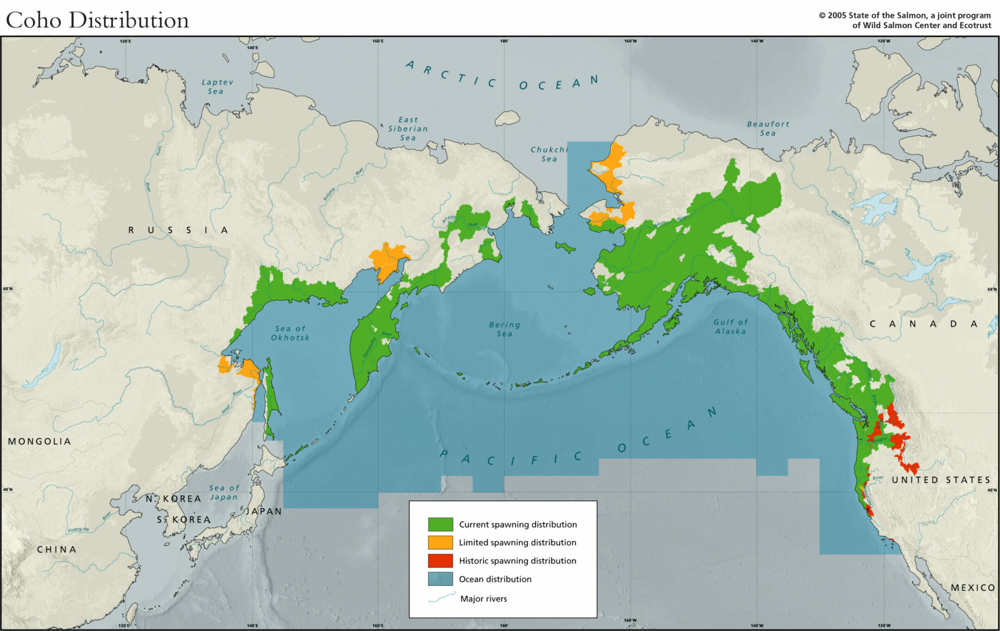 Coho Distribution
© 2005 State of the Salmon, a joint program
of Wild Salmon Center and Ecotrust
120°E
140°E
160°E
180°
160°W
140°W
120°W
ARCTIC OCEAN
Laptev
Sea
East
Siberian
Sea
Beaufort
Sea
Chukchi
Sea
Lena
River
Kolyma
River
Anadyr
River
Yukon
River
Mackenzie
River
RUSSIA
60°N
60°N
CANADA
Sea of
Okhotsk
Bering
Sea
Gulf of
Alaska
Kamchatka
River
Fraser
River
Amur
River
PACIFIC OCEAN
MONGOLIA
Columbia
UNITED STATES
River
Sacramento
40°N
40°N
Sea of
Japan
N. KOREA
S. KOREA
JAPAN
Huang He
River
CHINA
MEXICO
Current spawning distribution
Limited spawning distribution
Historic spawning distribution
Ocean distribution
Major rivers
120°E
140°E
160°E
180°
160°W
140°W
120°W